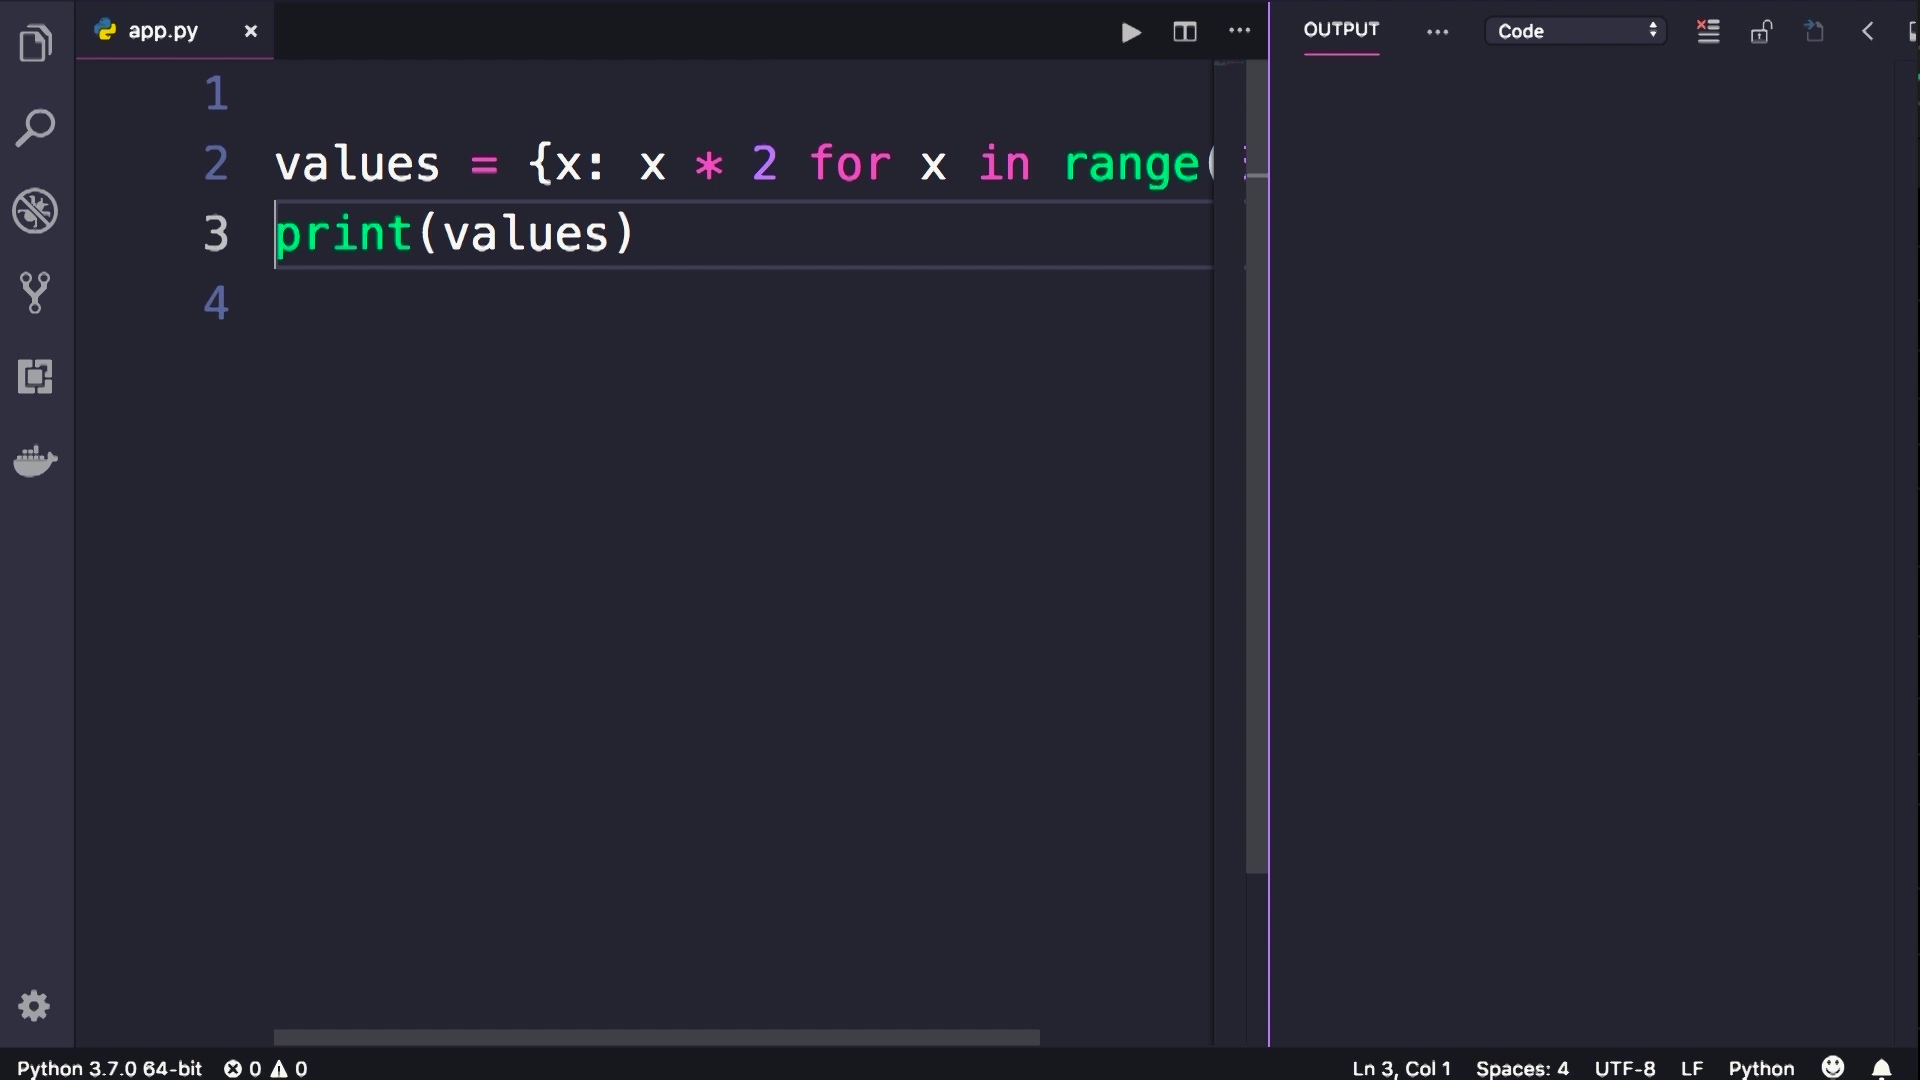 app.py
OUTPUT
Code
1
2 values = {x: x * 2 for x in range(
3 print(values)
4
Python 3.7.0 64-bit 0 0
Ln 3, Col 1 Spaces: 4 UTF-8 LF Python